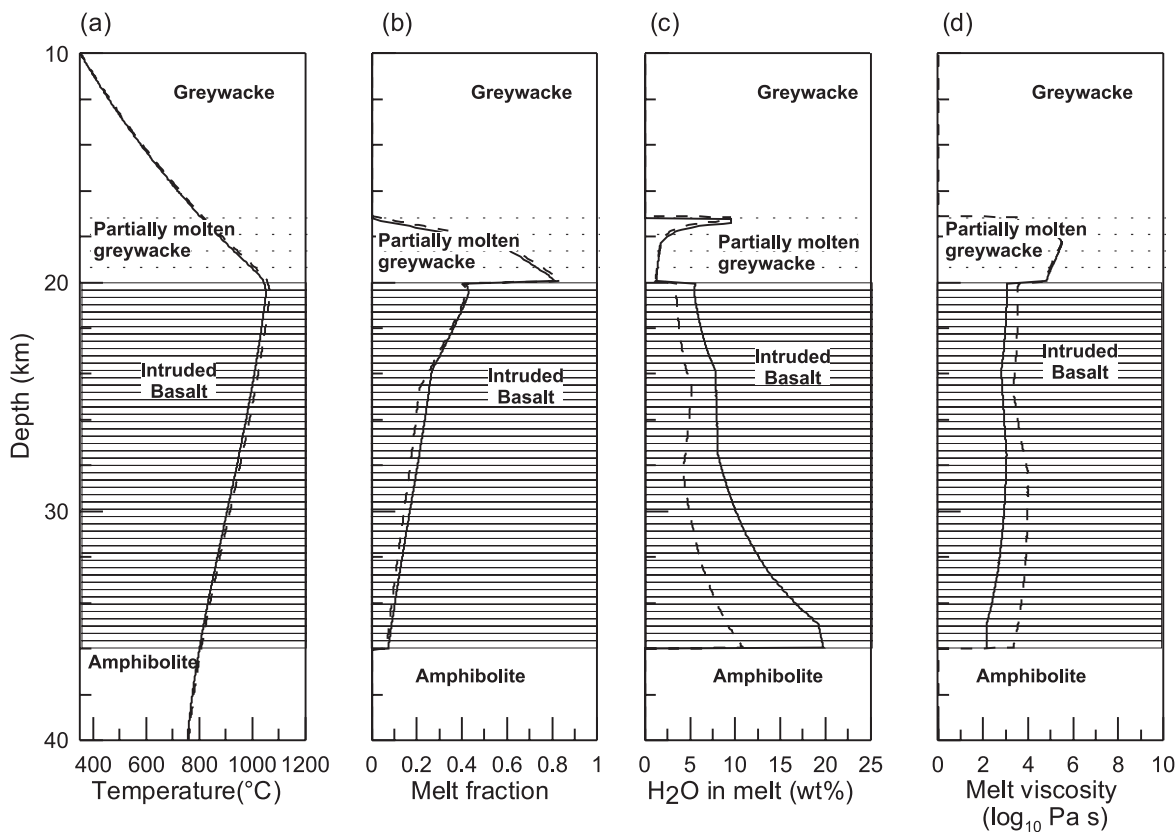 (a)
(b)
(c)
(d)
10
20
30
40
Depth (km)
Greywacke
Partially molten
greywacke
Intruded
Basalt
Amphibolite
400 600 800 1000 1200
Temperature(°C)
Greywacke
Partially molten
greywacke
Intruded
Basalt
Amphibolite
0 0.2 0.4 0.6 0.8 1
Melt fraction
Greywacke
Partially molten
greywacke
Intruded
Basalt
Amphibolite
0 5 10 15 20 25
H2O in melt (wt%)
Greywacke
Partially molten
greywacke
Intruded
Basalt
Amphibolite
0 2 4 6 8 10
Melt viscosity
(log10 Pa s)